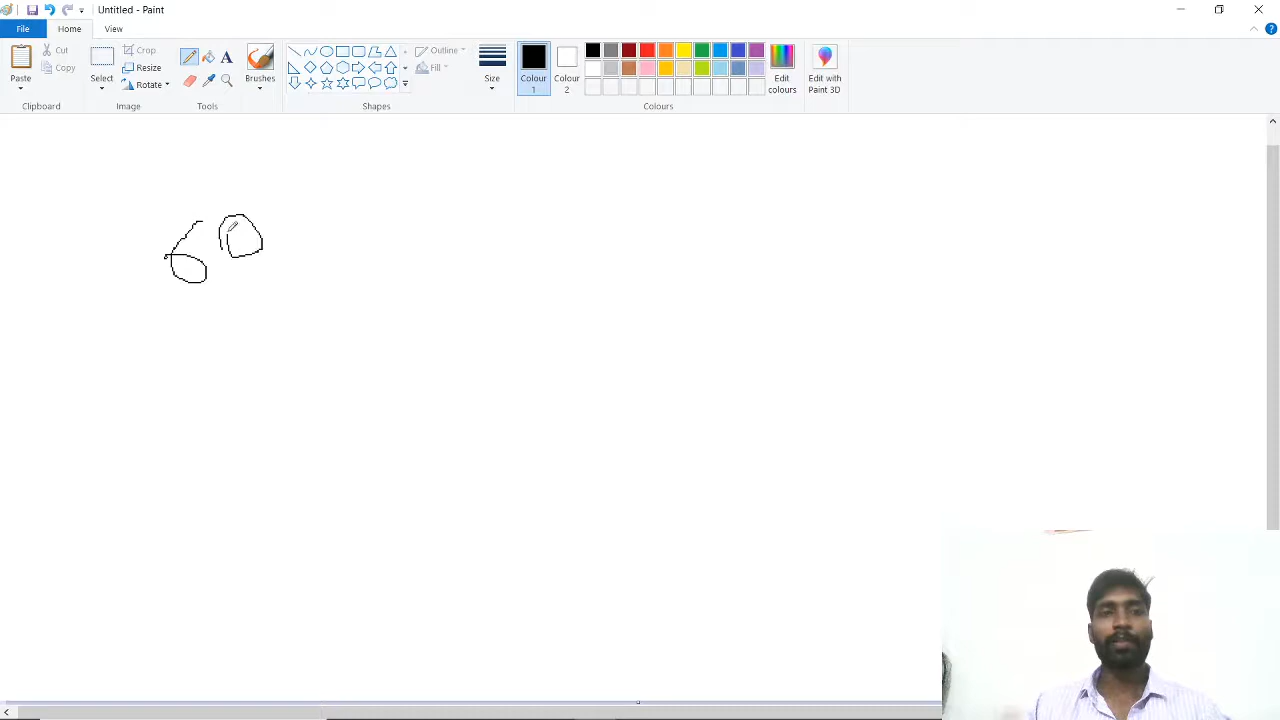 Untitled - Paint
File Home View
Paste
Cut
Copy
Clipboard
Select
Crop
Resize
Rotate
Image
Tools
Brushes
Shapes
Outline
Fill
Size
Colour 1
Colour 2
Colours
Edit colours
Edit with Paint 3D
60